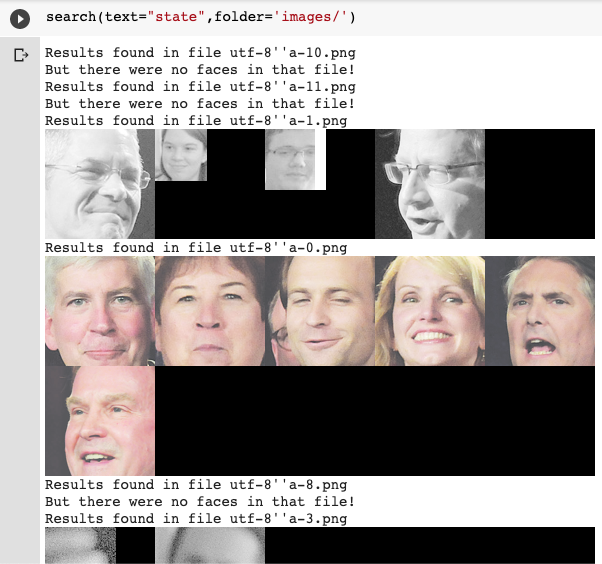 search(text="state",folder='images/')
Results found in file utf-8''a-10.png
But there were no faces in that file!
Results found in file utf-8''a-11.png
But there were no faces in that file!
Results found in file utf-8''a-1.png
Results found in file utf-8''a-0.png
Results found in file utf-8''a-8.png
But there were no faces in that file!
Results found in file utf-8''a-3.png